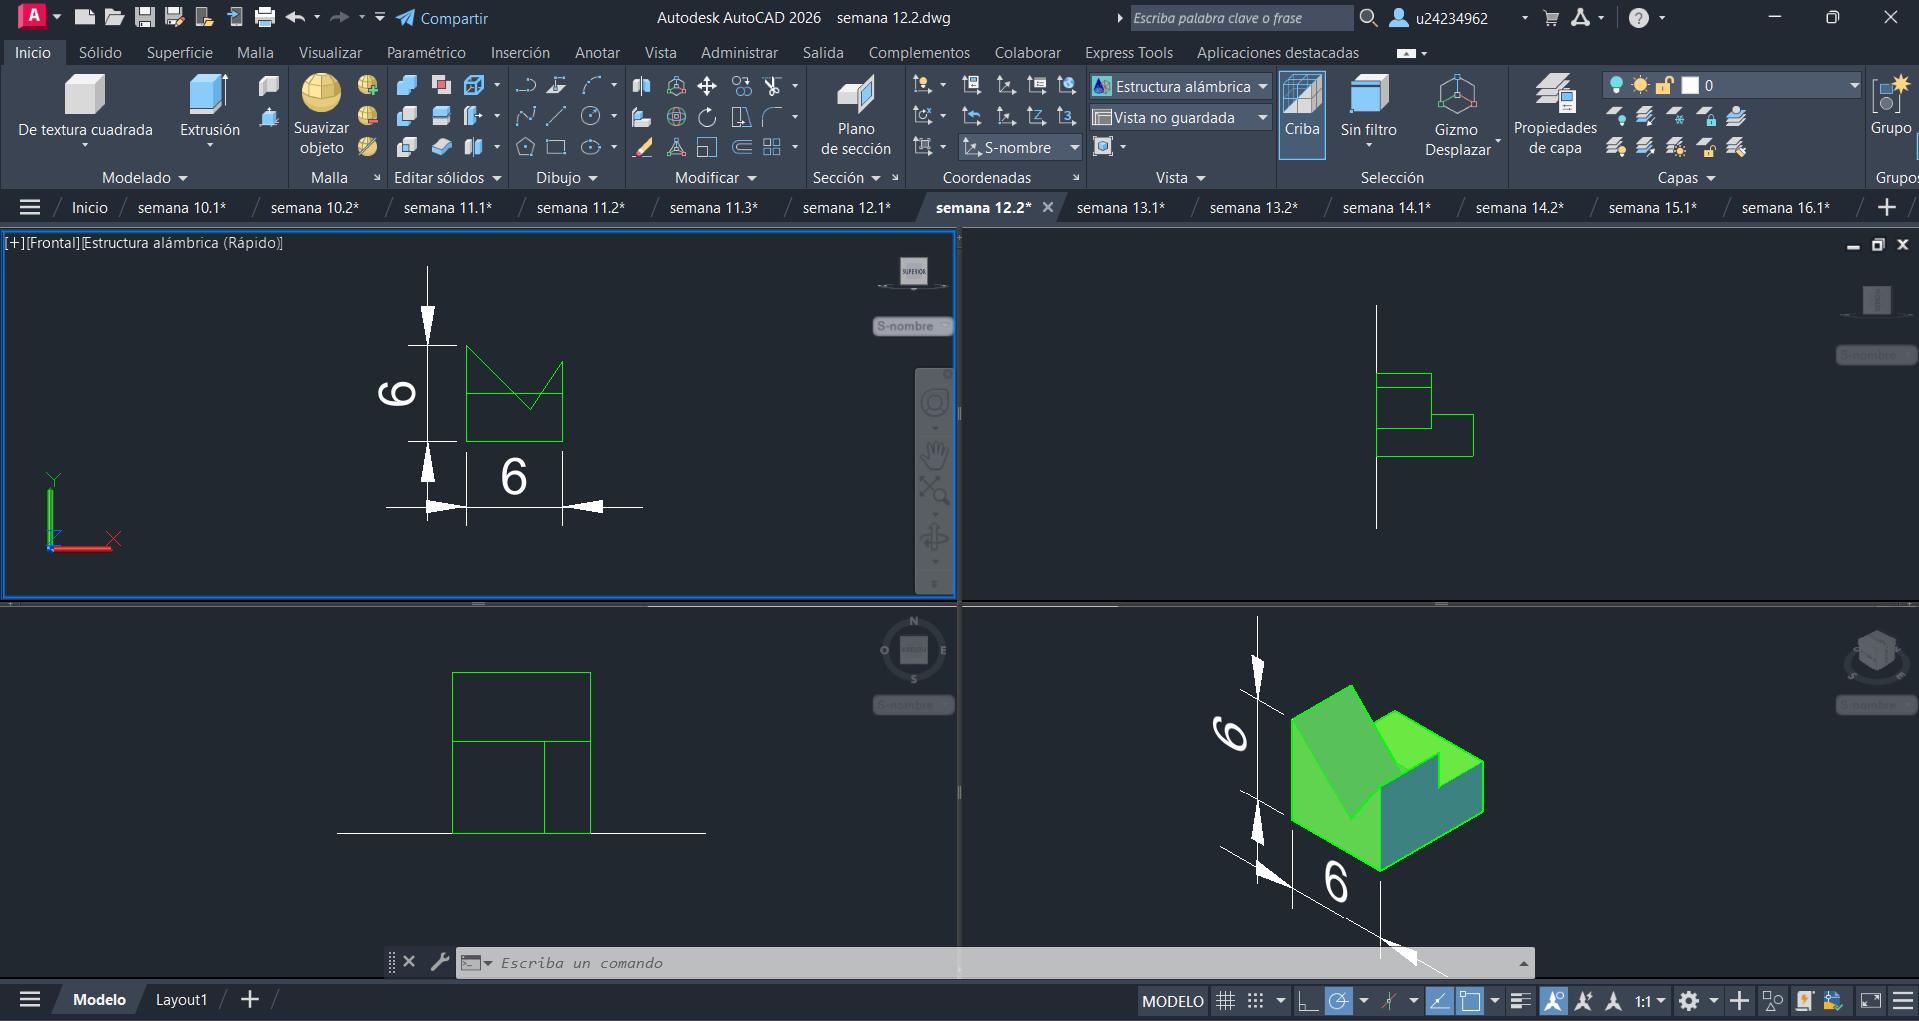 A Compartir Autodesk AutoCAD 2026 semana 12.2.dwg Escriba palabra clave o frase u24234962
Inicio Sólido Superficie Malla Visualizar Paramétrico Inserción Anotar Vista Administrar Salida Complementos Colaborar Express Tools Aplicaciones destacadas
De textura cuadrada
Extrusión
Suavizar
objeto
Plano
de sección
S-nombre
Estructura alámbrica
Vista no guardada
Criba
Sin filtro
Gizmo
Desplazar
Propiedades
de capa
0
Grupo
Modelado Malla Editar sólidos Dibujo Modificar Sección Coordenadas Vista Selección Capas Grupos
Inicio semana 10.1* semana 10.2* semana 11.1* semana 11.2* semana 11.3* semana 12.1* semana 12.2* semana 13.1* semana 13.2* semana 14.1* semana 14.2* semana 15.1* semana 16.1*
[+][Frontal][Estructura alámbrica (Rápido)]
SUPERIOR
S-nombre
S-nombre
6
6
Y
X
N
O
E
S
S-nombre
6
6
S
E
S-nombre
Escriba un comando
Modelo Layout1 MODELO 1:1